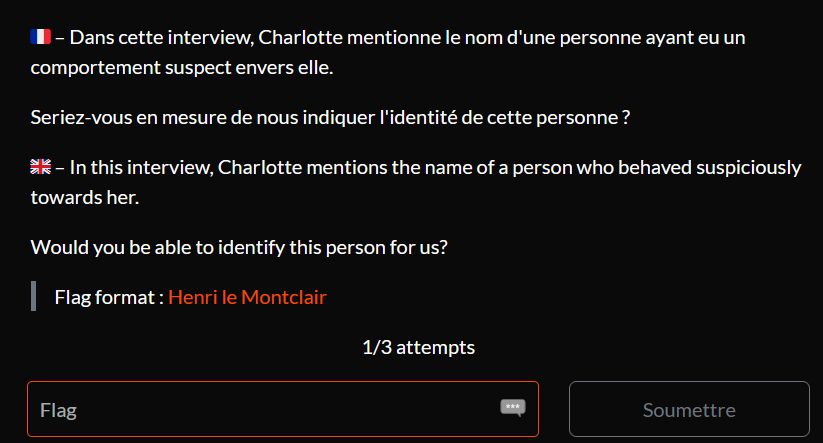 🇫🇷 – Dans cette interview, Charlotte mentionne le nom d'une personne ayant eu un
comportement suspect envers elle.
Seriez-vous en mesure de nous indiquer l'identité de cette personne ?
🇬🇧 – In this interview, Charlotte mentions the name of a person who behaved suspiciously
towards her.
Would you be able to identify this person for us?
Flag format : Henri le Montclair
1/3 attempts
Flag
Soumettre